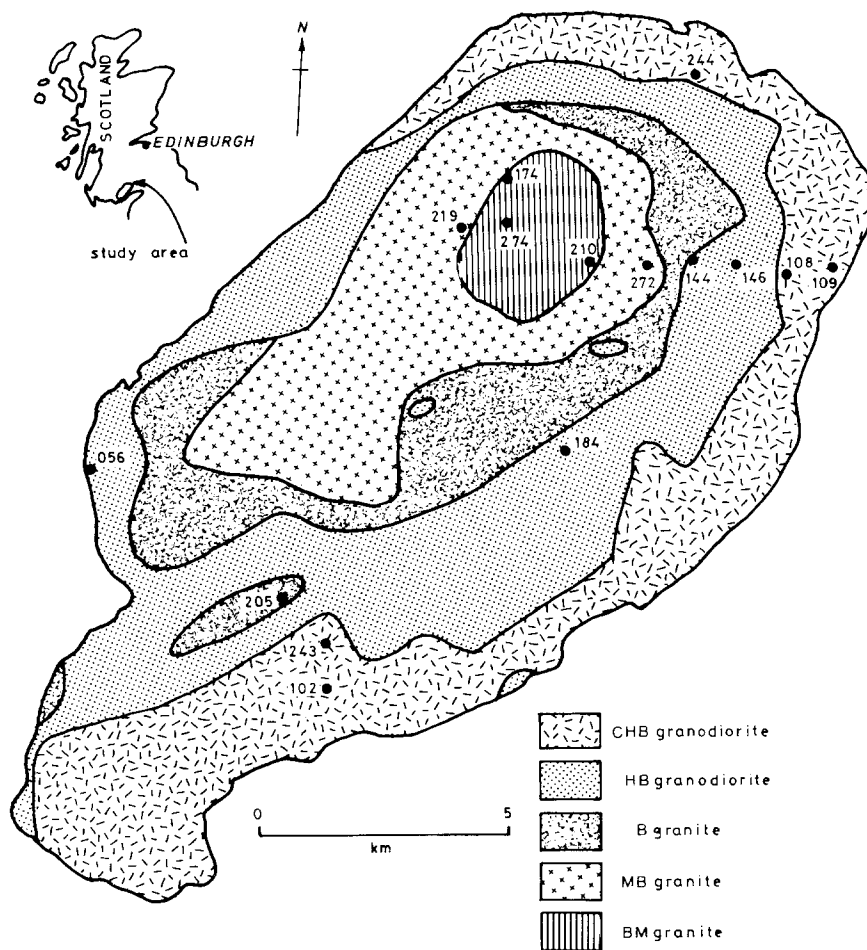 N
SCOTLAND
EDINBURGH
study area
244
174
219
274
210
272
144
146
108
109
056
184
205
243
102
0 5
km
CHB granodiorite
HB granodiorite
B granite
MB granite
BM granite